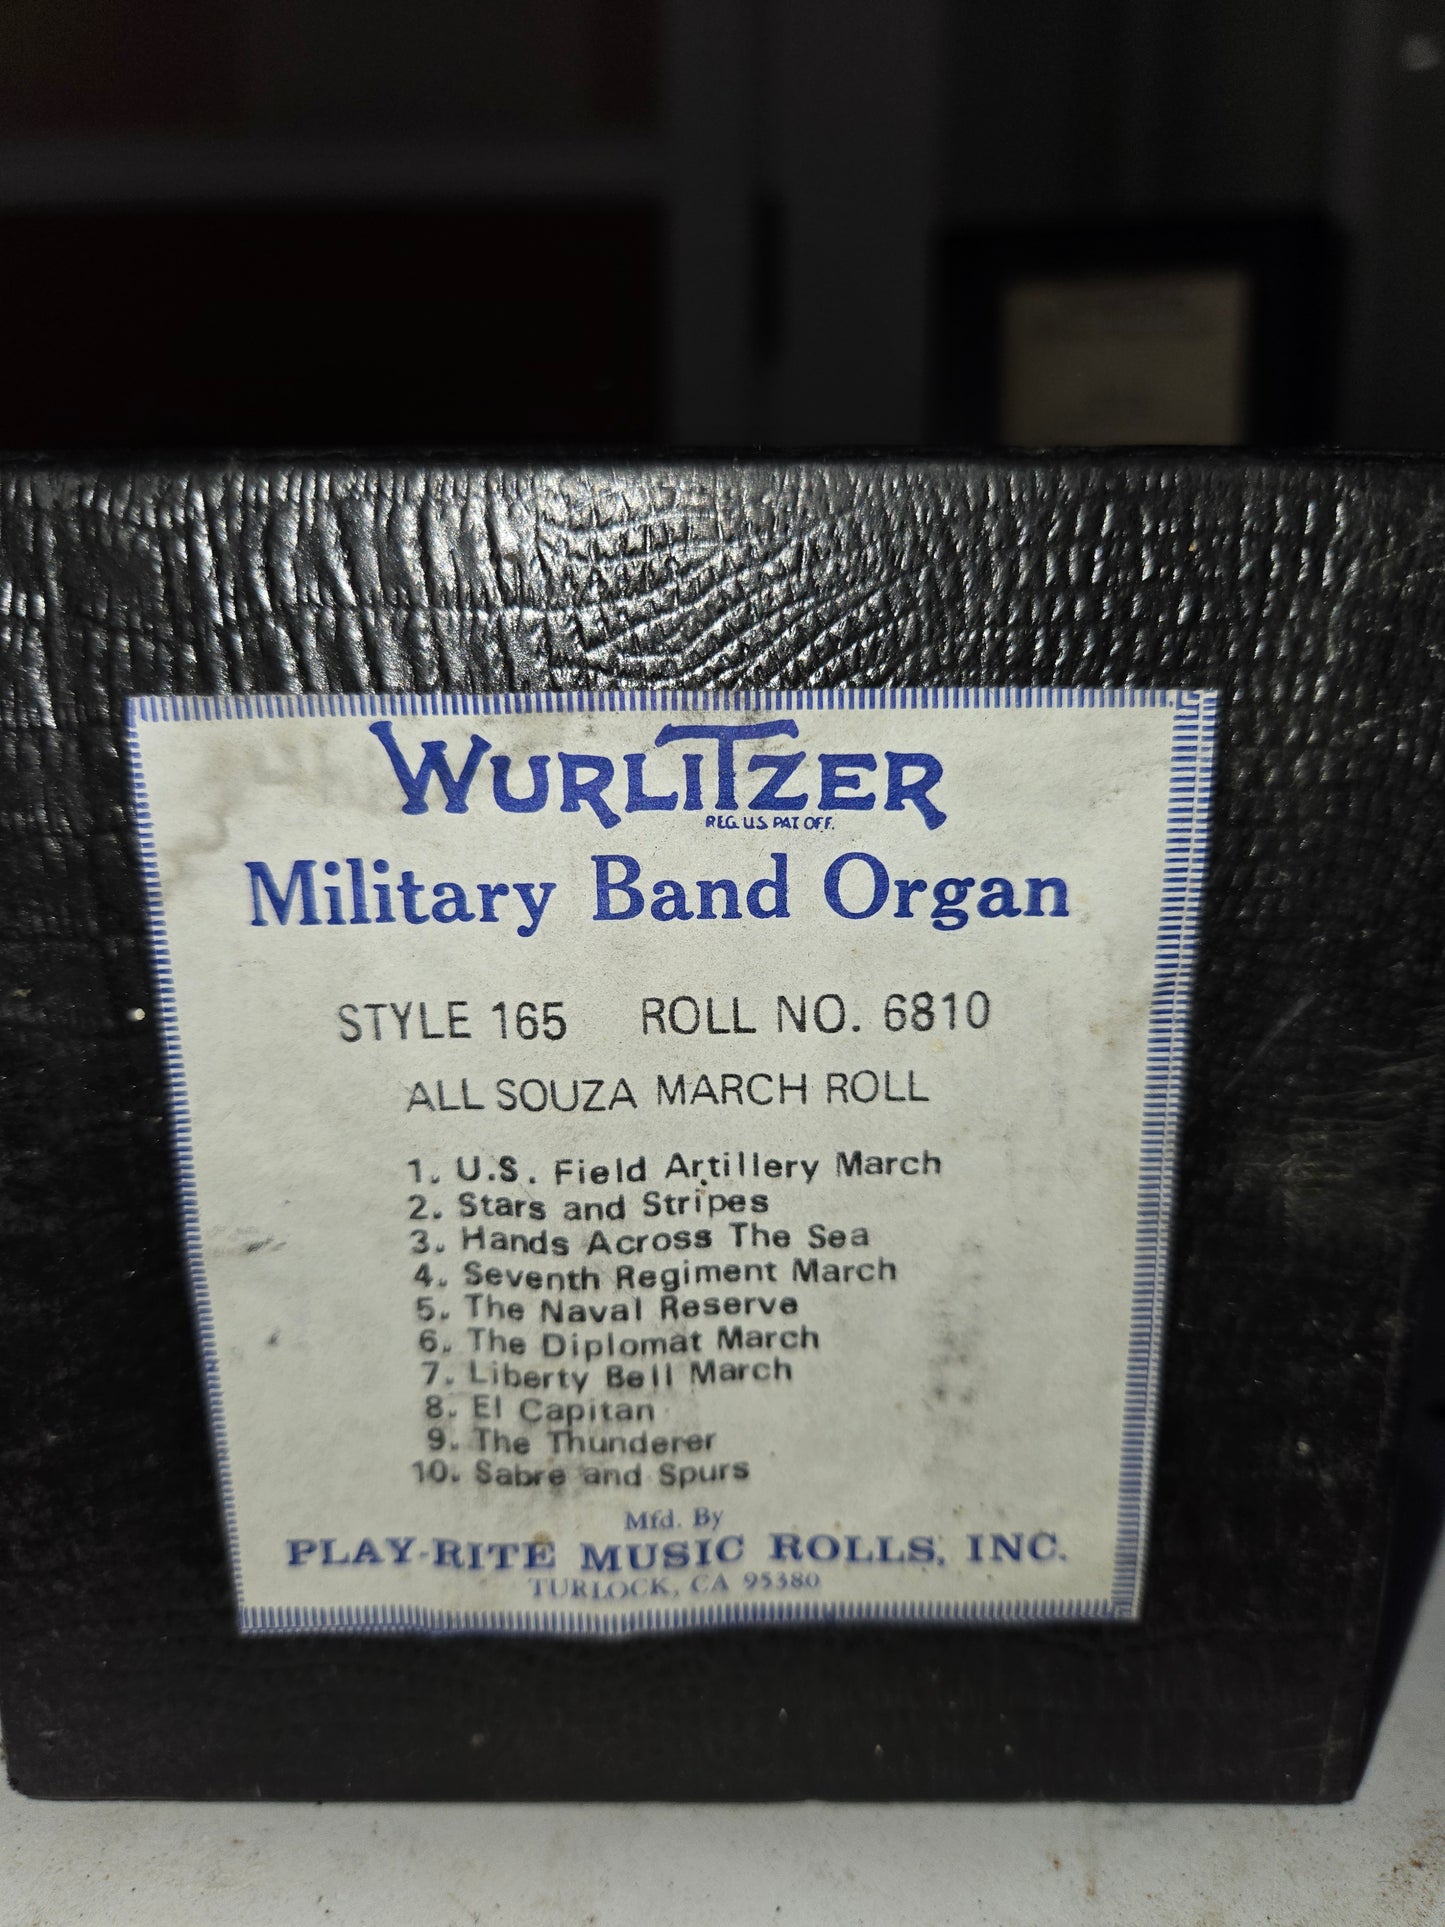 WURLITZER
REG. U.S. PAT. OFF.
Military Band Organ
STYLE 165 ROLL NO. 6810
ALL SOUZA MARCH ROLL
1. U.S. Field Artillery March
2. Stars and Stripes
3. Hands Across The Sea
4. Seventh Regiment March
5. The Naval Reserve
6. The Diplomat March
7. Liberty Bell March
8. El Capitan
9. The Thunderer
10. Sabre and Spurs
Mfd. By
PLAY-RITE MUSIC ROLLS, INC.
TURLOCK, CA 95380